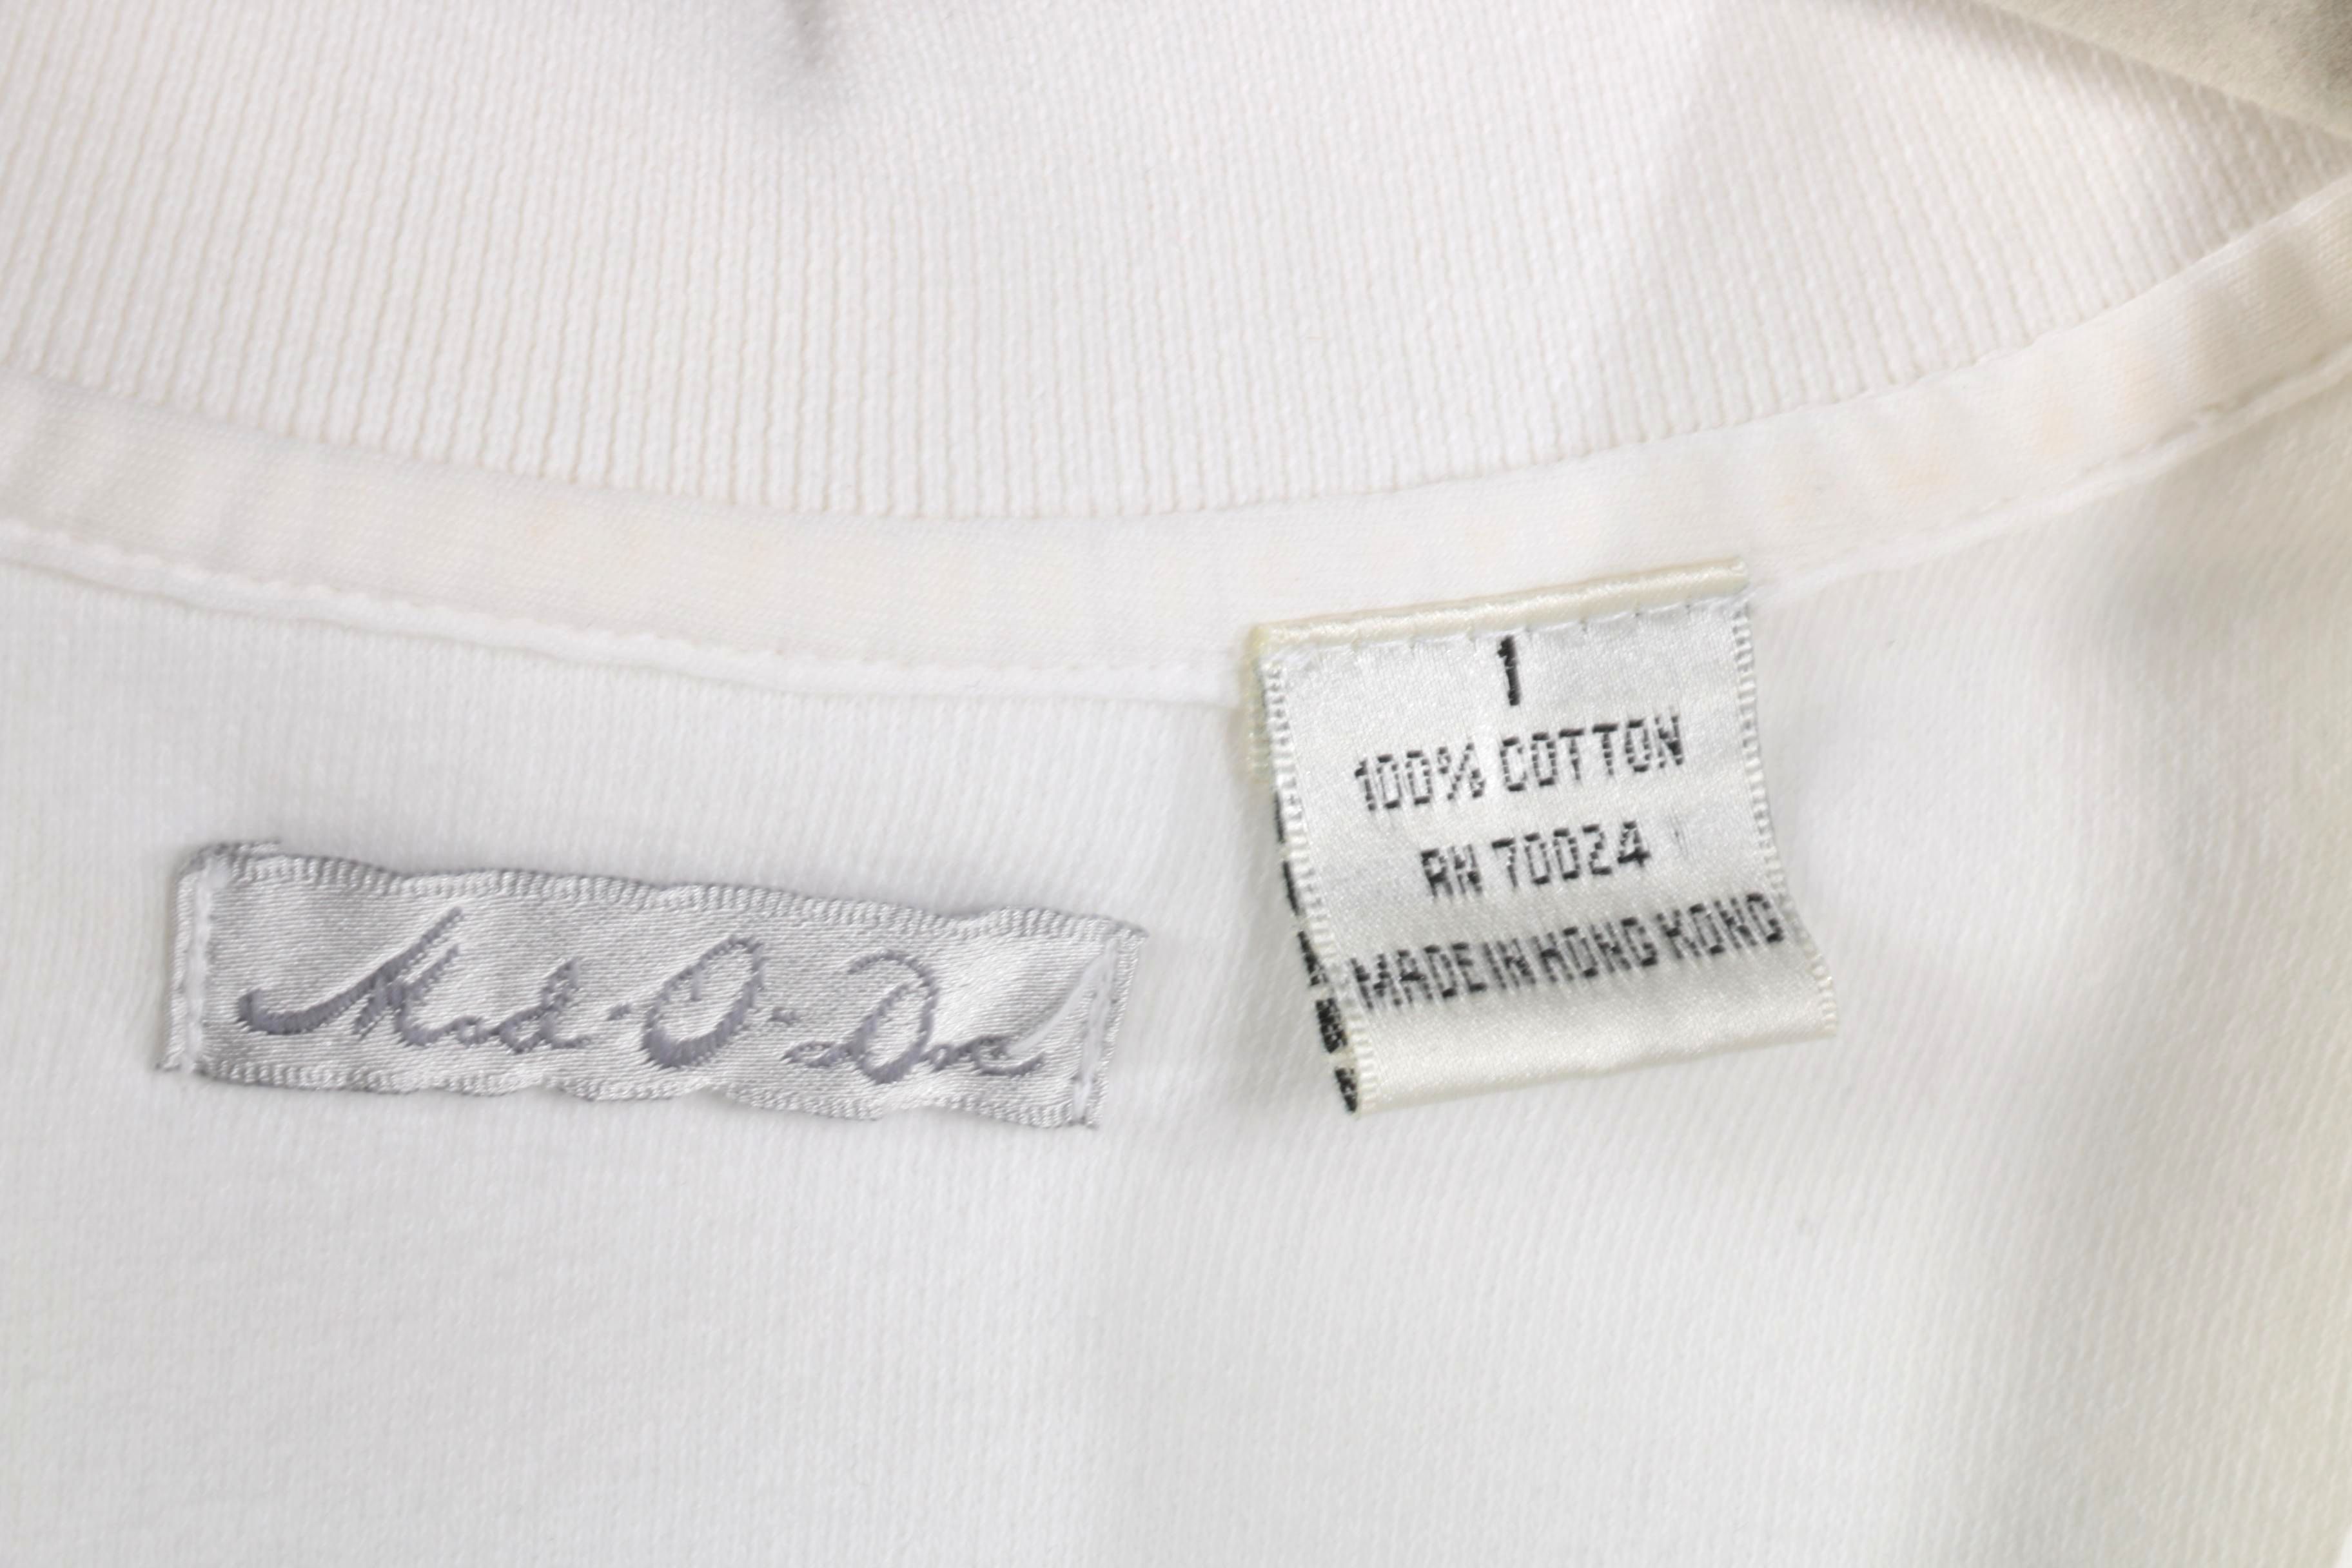 Mod-O-Doc
1
100% COTTON
RN 70024
MADE IN HONG KONG